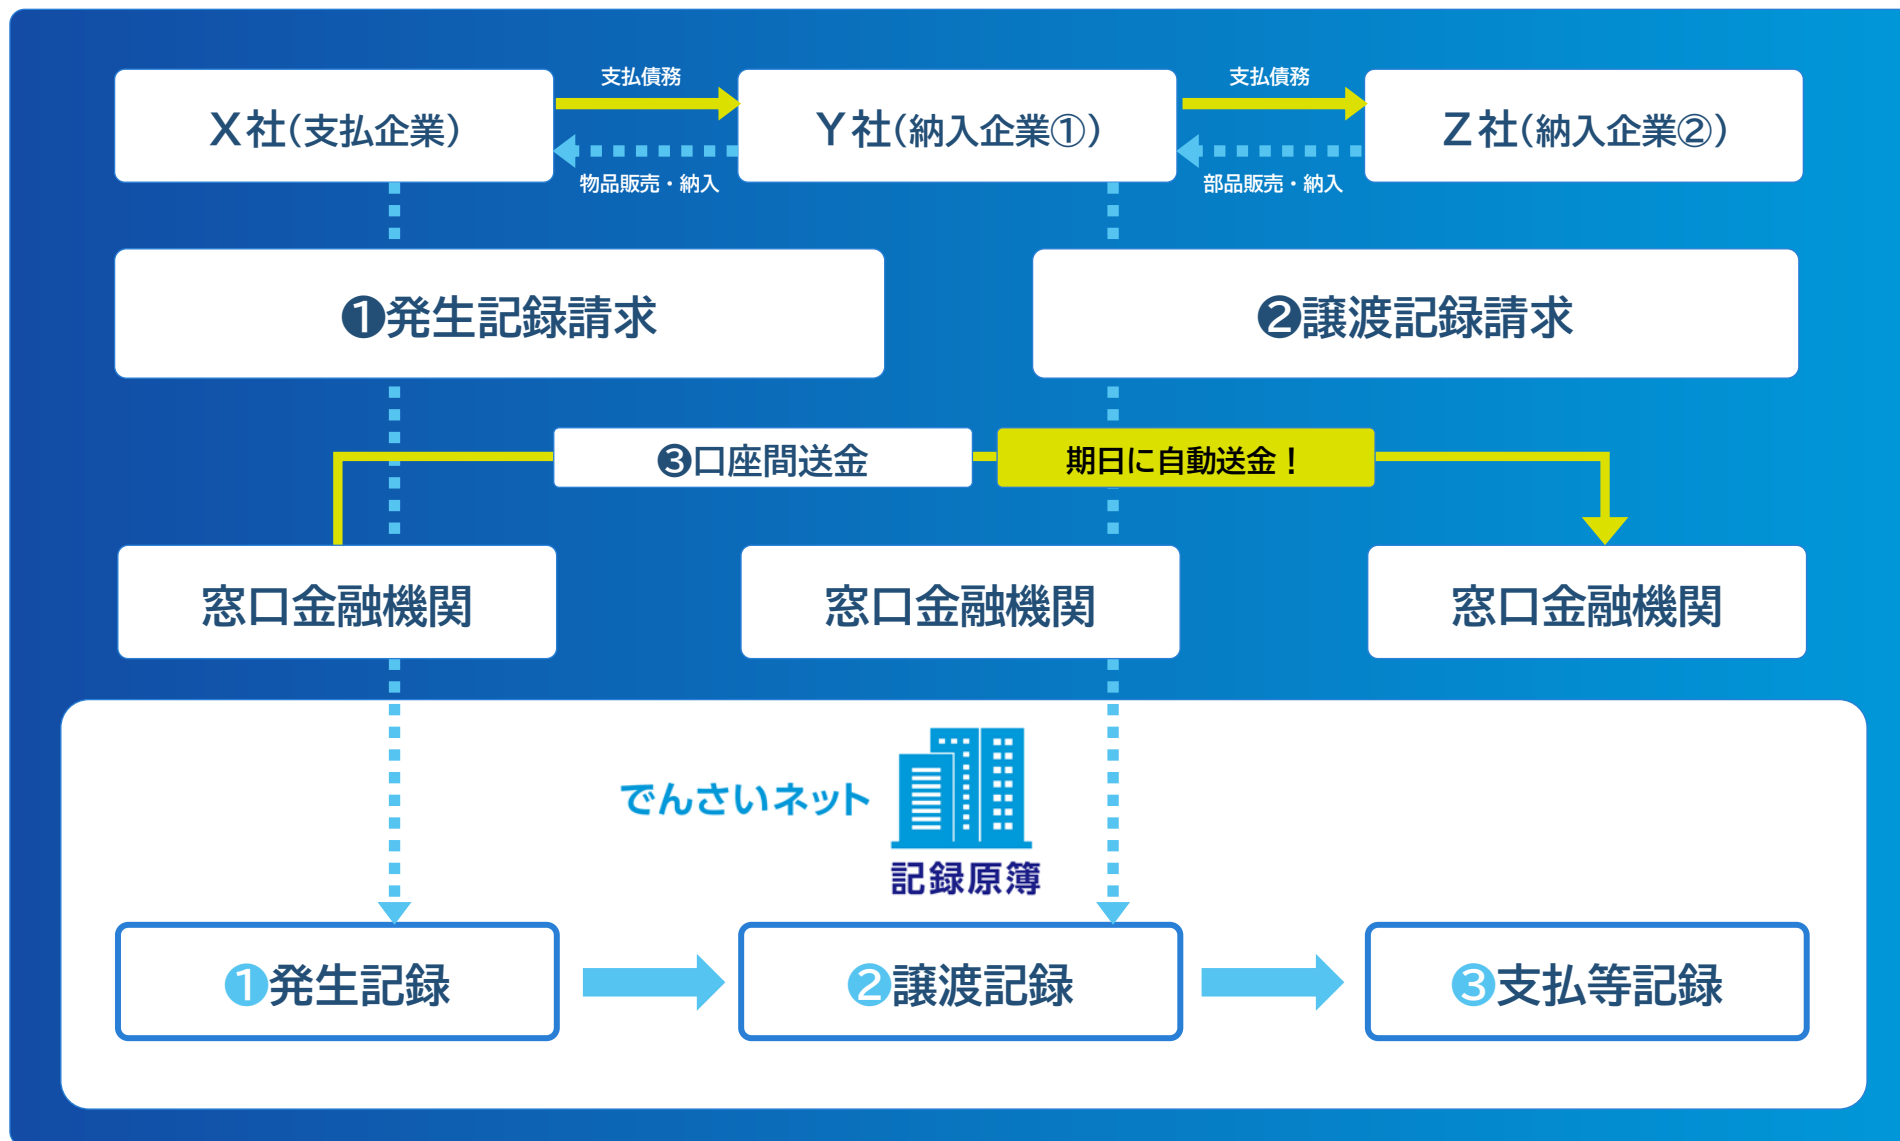 支払債務
支払債務
X社(支払企業)
Y社(納入企業①)
Z社(納入企業②)
物品販売・納入
部品販売・納入
❶発生記録請求
❷譲渡記録請求
❸口座間送金
期日に自動送金！
窓口金融機関
窓口金融機関
窓口金融機関
でんさいネット
記録原簿
❶発生記録
❷譲渡記録
❸支払等記録